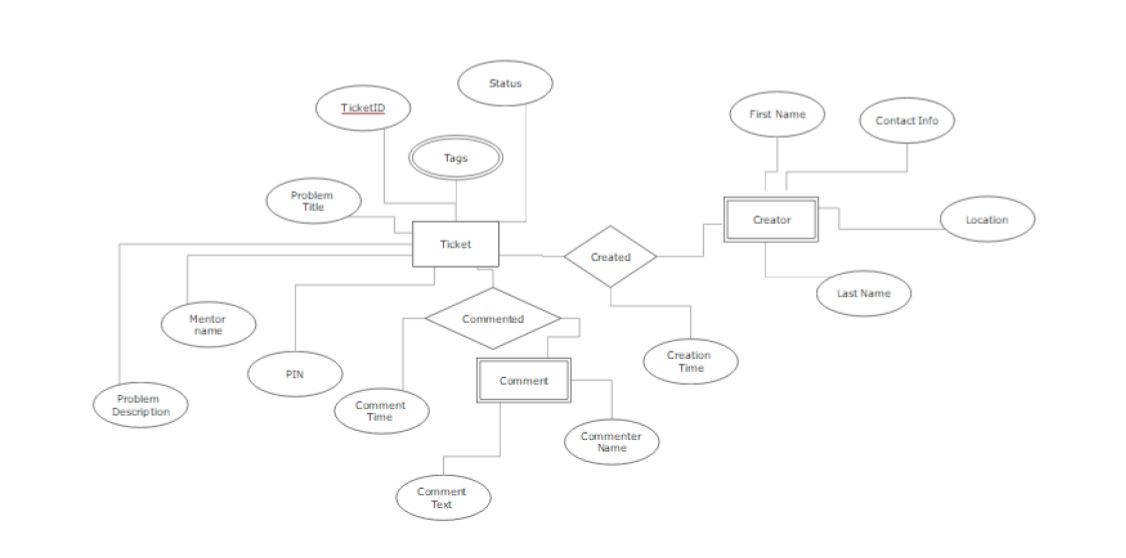 Status
TicketID
First Name
Contact Info
Tags
Problem
Title
Creator
Location
Ticket
Created
Last Name
Mentor
name
Commented
Creation
Time
PIN
Comment
Problem
Description
Comment
Time
Commenter
Name
Comment
Text